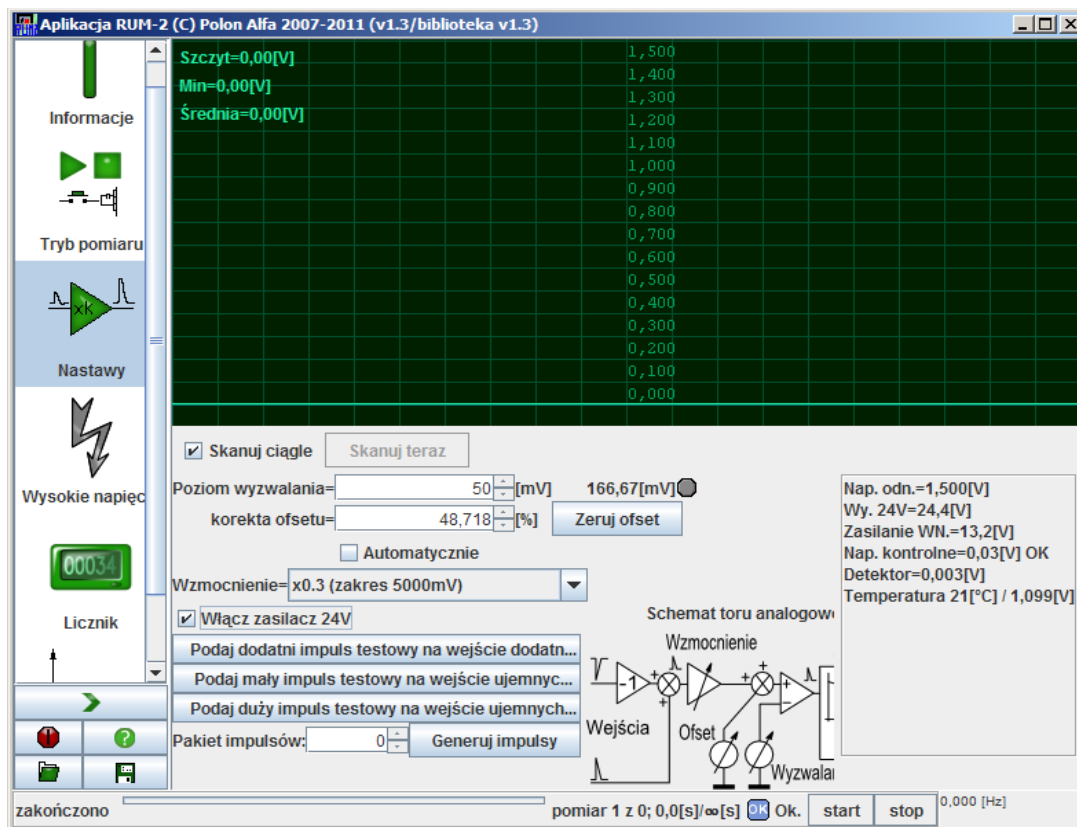 Aplikacja RUM-2 (C) Polon Alfa 2007-2011 (v1.3/biblioteka v1.3)
Informacje
Tryb pomiaru
xk
Nastawy
Wysokie napięc
00034
Licznik
Szczyt=0,00[V]
Min=0,00[V]
Średnia=0,00[V]
1,500
1,400
1,300
1,200
1,100
1,000
0,900
0,800
0,700
0,600
0,500
0,400
0,300
0,200
0,100
0,000
Skanuj ciągle Skanuj teraz
Poziom wyzwalania= 50 [mV] 166,67[mV]
korekta ofsetu= 48,718 [%] Zeruj ofset
Automatycznie
Wzmocnienie= x0.3 (zakres 5000mV)
Włącz zasilacz 24V
Podaj dodatni impuls testowy na wejście dodatn...
Podaj mały impuls testowy na wejście ujemnyc...
Podaj duży impuls testowy na wejście ujemnych...
Pakiet impulsów: 0 Generuj impulsy
Schemat toru analogowe
Wzmocnienie
-1
Wejścia
Ofset
Wyzwalar
Nap. odn.=1,500[V]
Wy. 24V=24,4[V]
Zasilanie WN.=13,2[V]
Nap. kontrolne=0,03[V] OK
Detektor=0,003[V]
Temperatura 21[°C] / 1,099[V]
zakończono
pomiar 1 z 0; 0,0[s]/∞[s] OK Ok. start stop 0,000 [Hz]